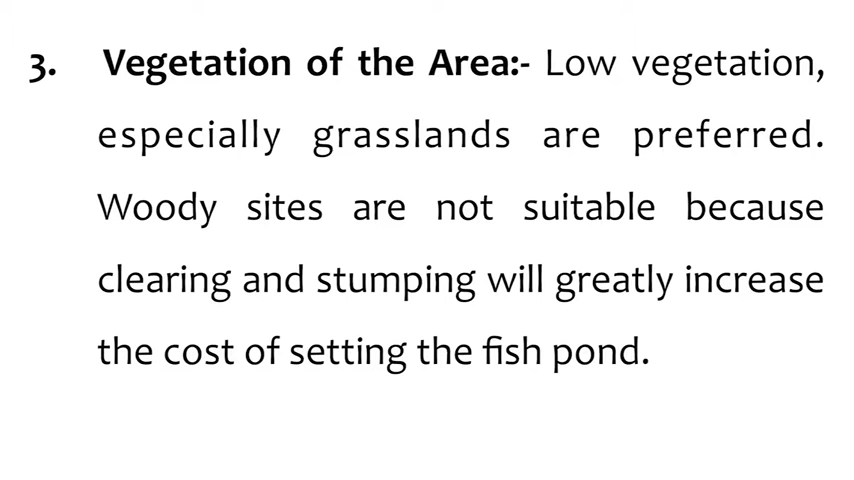 3. Vegetation of the Area:- Low vegetation,
especially grasslands are preferred.
Woody sites are not suitable because
clearing and stumping will greatly increase
the cost of setting the fish pond.